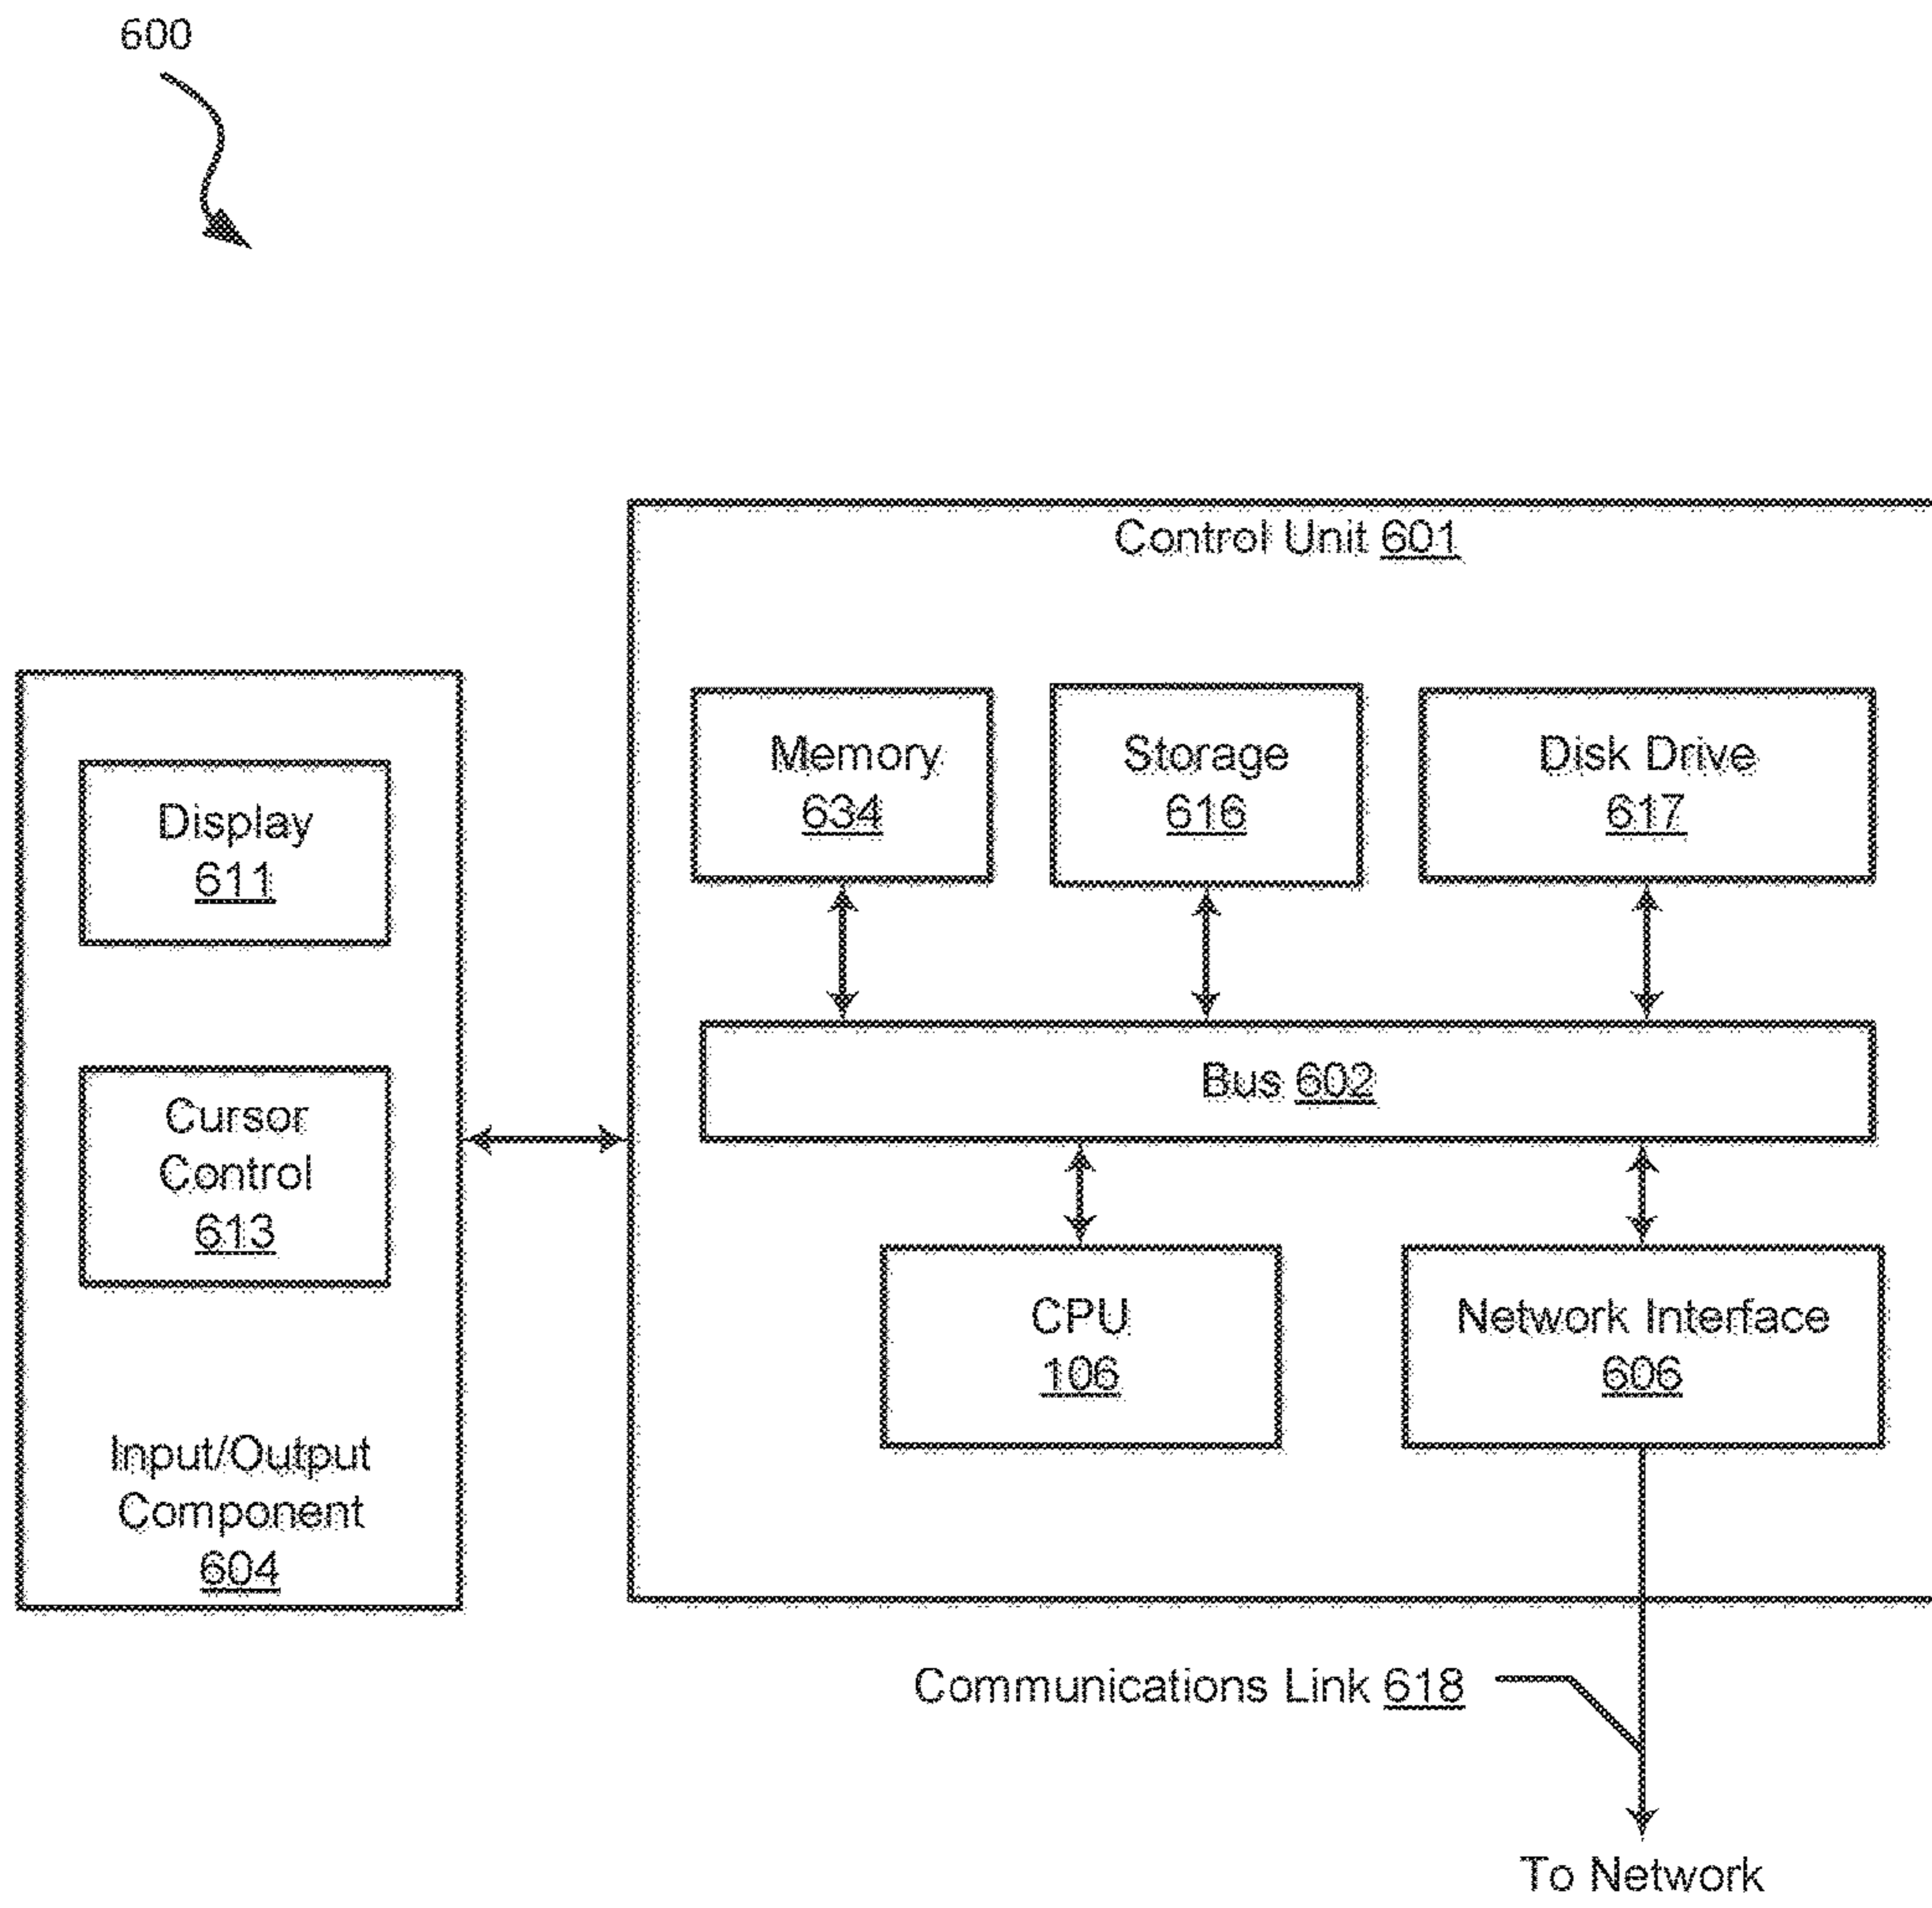 600
Control Unit 601
Memory
634
Storage
616
Disk Drive
617
Display
611
Bus 602
Cursor
Control
613
CPU
106
Network Interface
606
Input/Output
Component
604
Communications Link 618
To Network